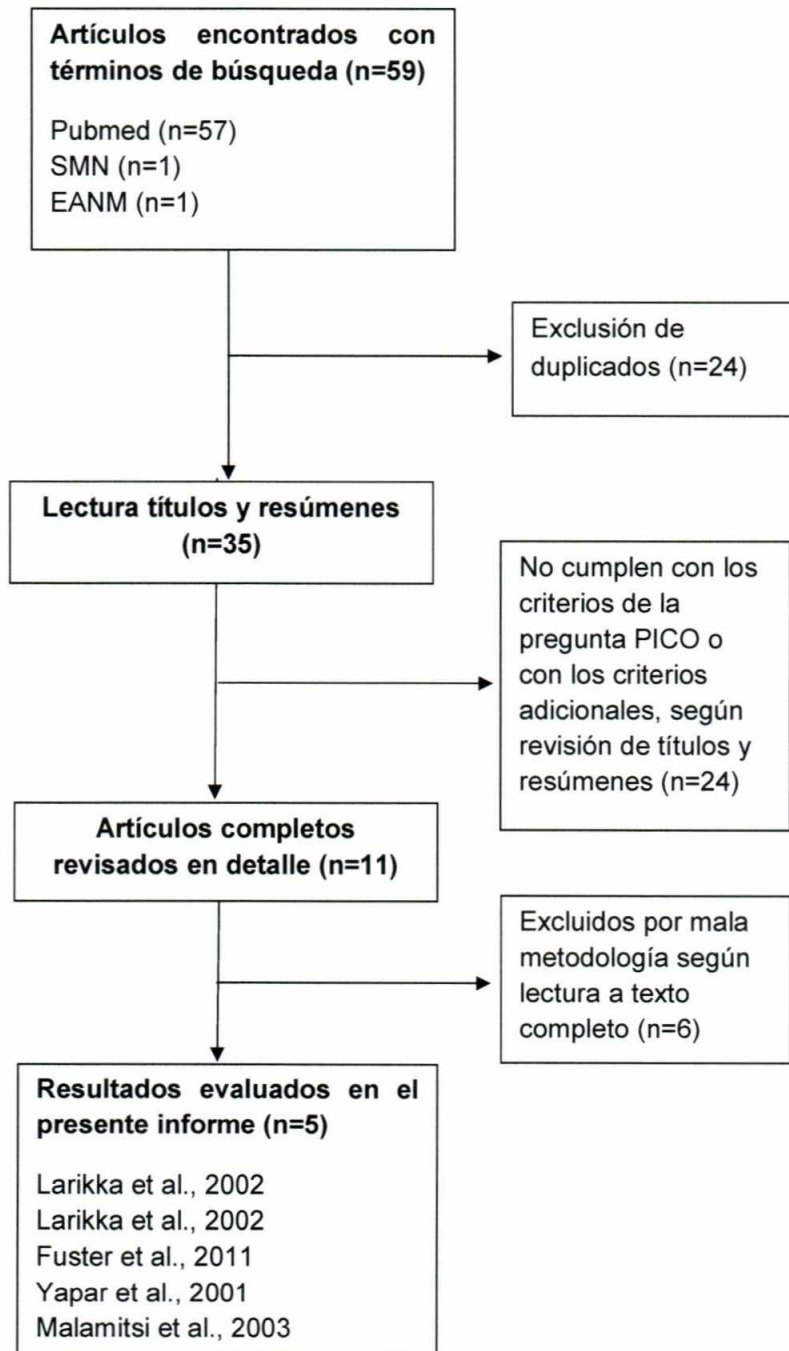 Artículos encontrados con
términos de búsqueda (n=59)
Pubmed (n=57)
SMN (n=1)
EANM (n=1)
Exclusión de
duplicados (n=24)
Lectura títulos y resúmenes
(n=35)
No cumplen con los
criterios de la
pregunta PICO o
con los criterios
adicionales, según
revisión de títulos y
resúmenes (n=24)
Artículos completos
revisados en detalle (n=11)
Excluidos por mala
metodología según
lectura a texto
completo (n=6)
Resultados evaluados en el
presente informe (n=5)
Larikka et al., 2002
Larikka et al., 2002
Fuster et al., 2011
Yapar et al., 2001
Malamitsi et al., 2003